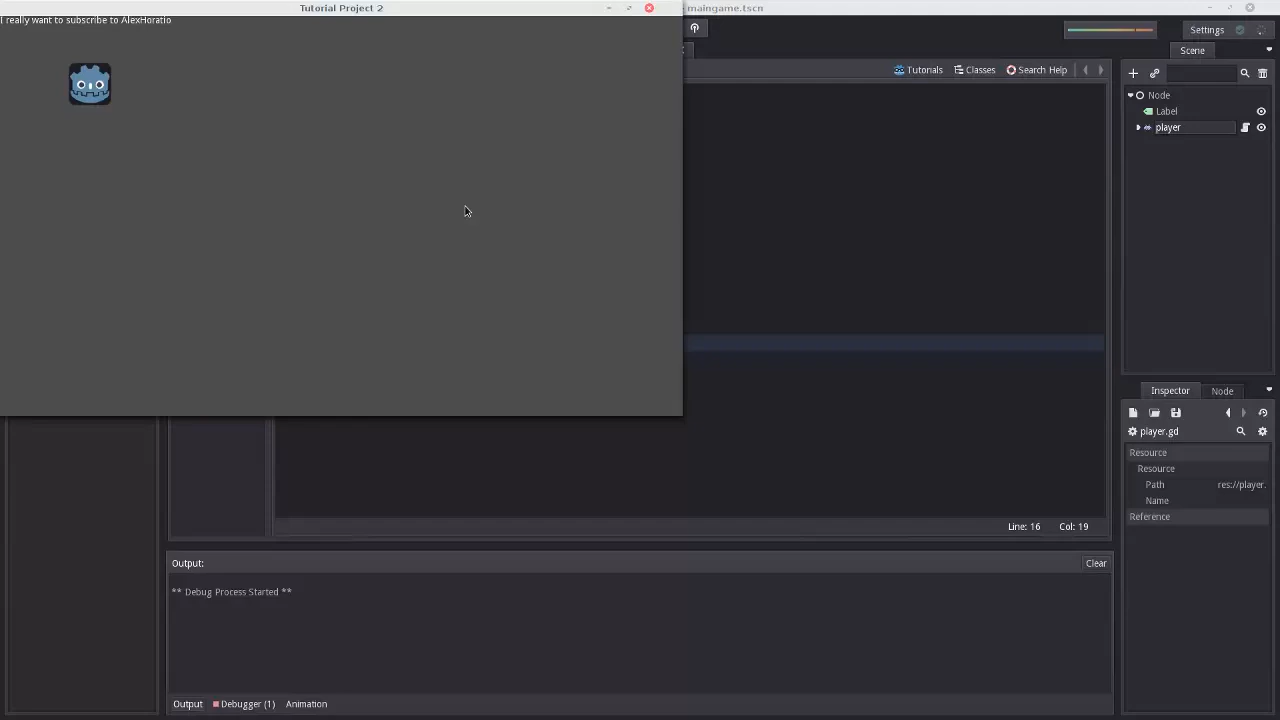 Tutorial Project 2
maingame.tscn
I really want to subscribe to AlexHoratio
Settings
Scene
Tutorials
Classes
Search Help
Node
Label
player
Inspector
Node
player.gd
Resource
Resource
Path
res://player.
Name
Reference
Line: 16
Col: 19
Output:
Clear
** Debug Process Started **
Output
Debugger (1)
Animation